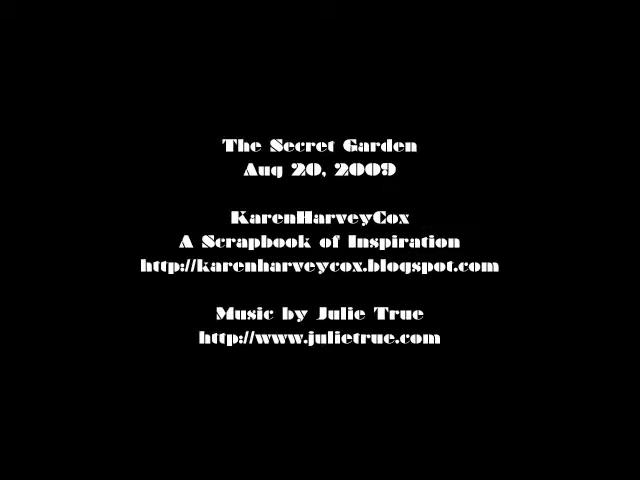 The Secret Garden
Aug 20, 2009
KarenHarveyCox
A Scrapbook of Inspiration
http://karenharveycox.blogspot.com
Music by Julie True
http://www.julietrue.com